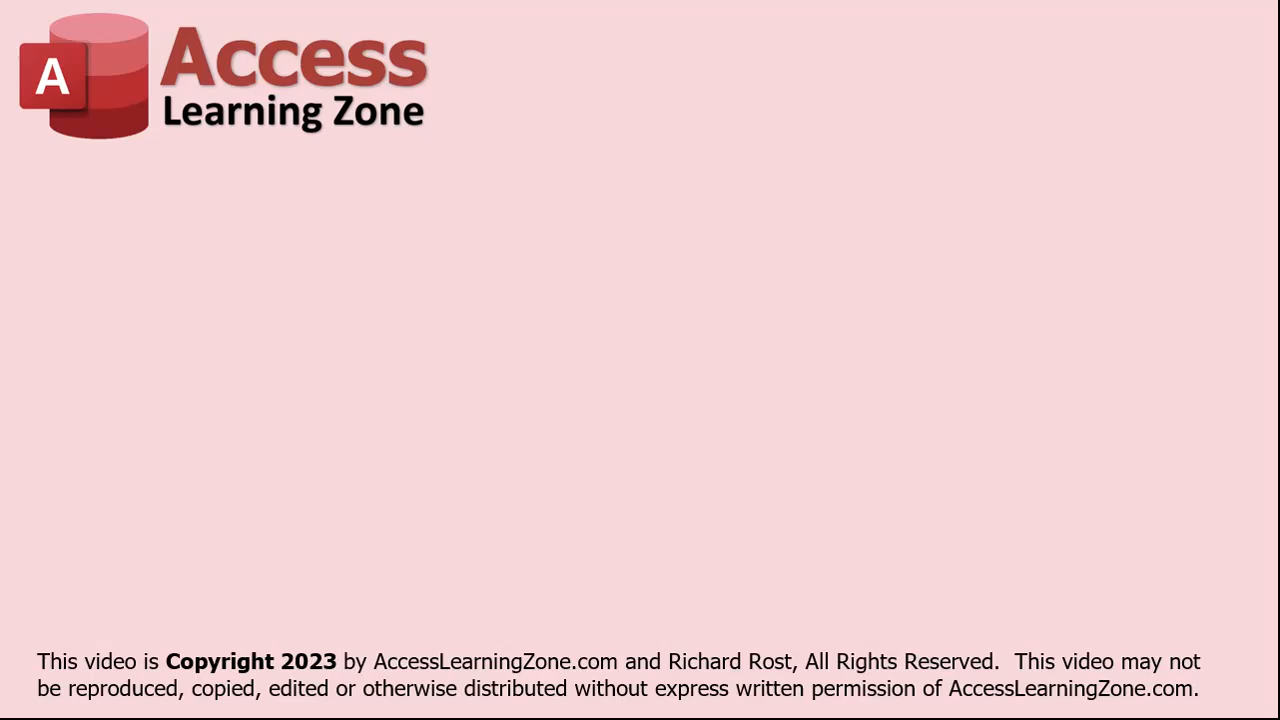 A
Access
Learning Zone
This video is Copyright 2023 by AccessLearningZone.com and Richard Rost, All Rights Reserved.  This video may not
be reproduced, copied, edited or otherwise distributed without express written permission of AccessLearningZone.com.